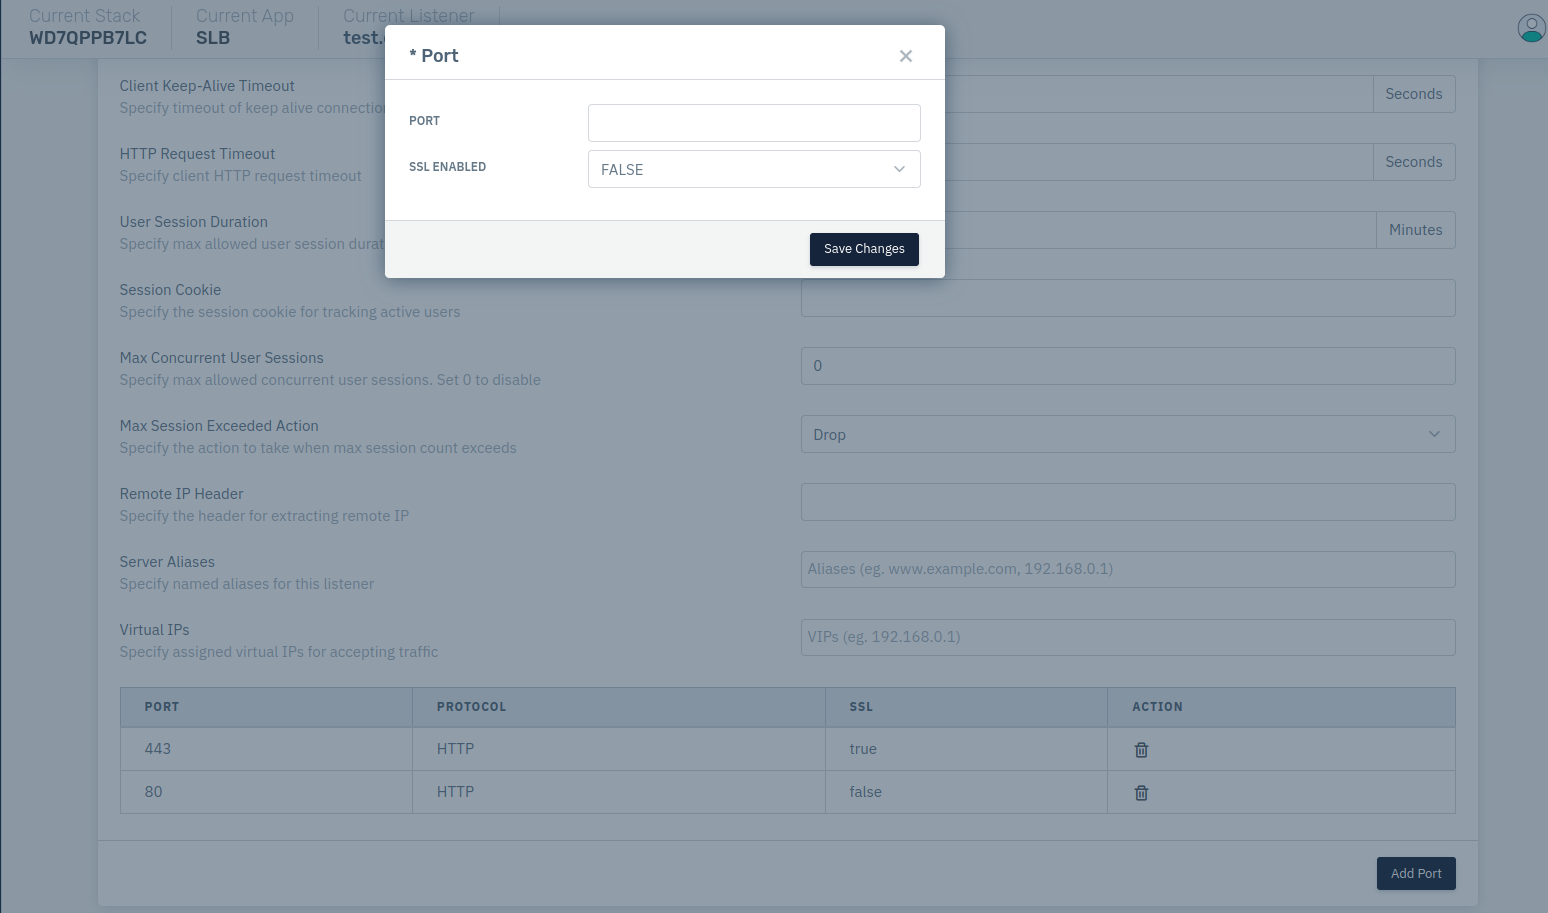 Current Stack
WD7QPPB7LC
Current App
SLB
Current Listener
test.
* Port
PORT
SSL ENABLED
FALSE
Save Changes
Client Keep-Alive Timeout
Specify timeout of keep alive connection
Seconds
HTTP Request Timeout
Specify client HTTP request timeout
Seconds
User Session Duration
Specify max allowed user session durat
Minutes
Session Cookie
Specify the session cookie for tracking active users
Max Concurrent User Sessions
Specify max allowed concurrent user sessions. Set 0 to disable
0
Max Session Exceeded Action
Specify the action to take when max session count exceeds
Drop
Remote IP Header
Specify the header for extracting remote IP
Server Aliases
Specify named aliases for this listener
Aliases (eg. www.example.com, 192.168.0.1)
Virtual IPs
Specify assigned virtual IPs for accepting traffic
VIPs (eg. 192.168.0.1)
PORT PROTOCOL SSL ACTION
443 HTTP true
80 HTTP false
Add Port